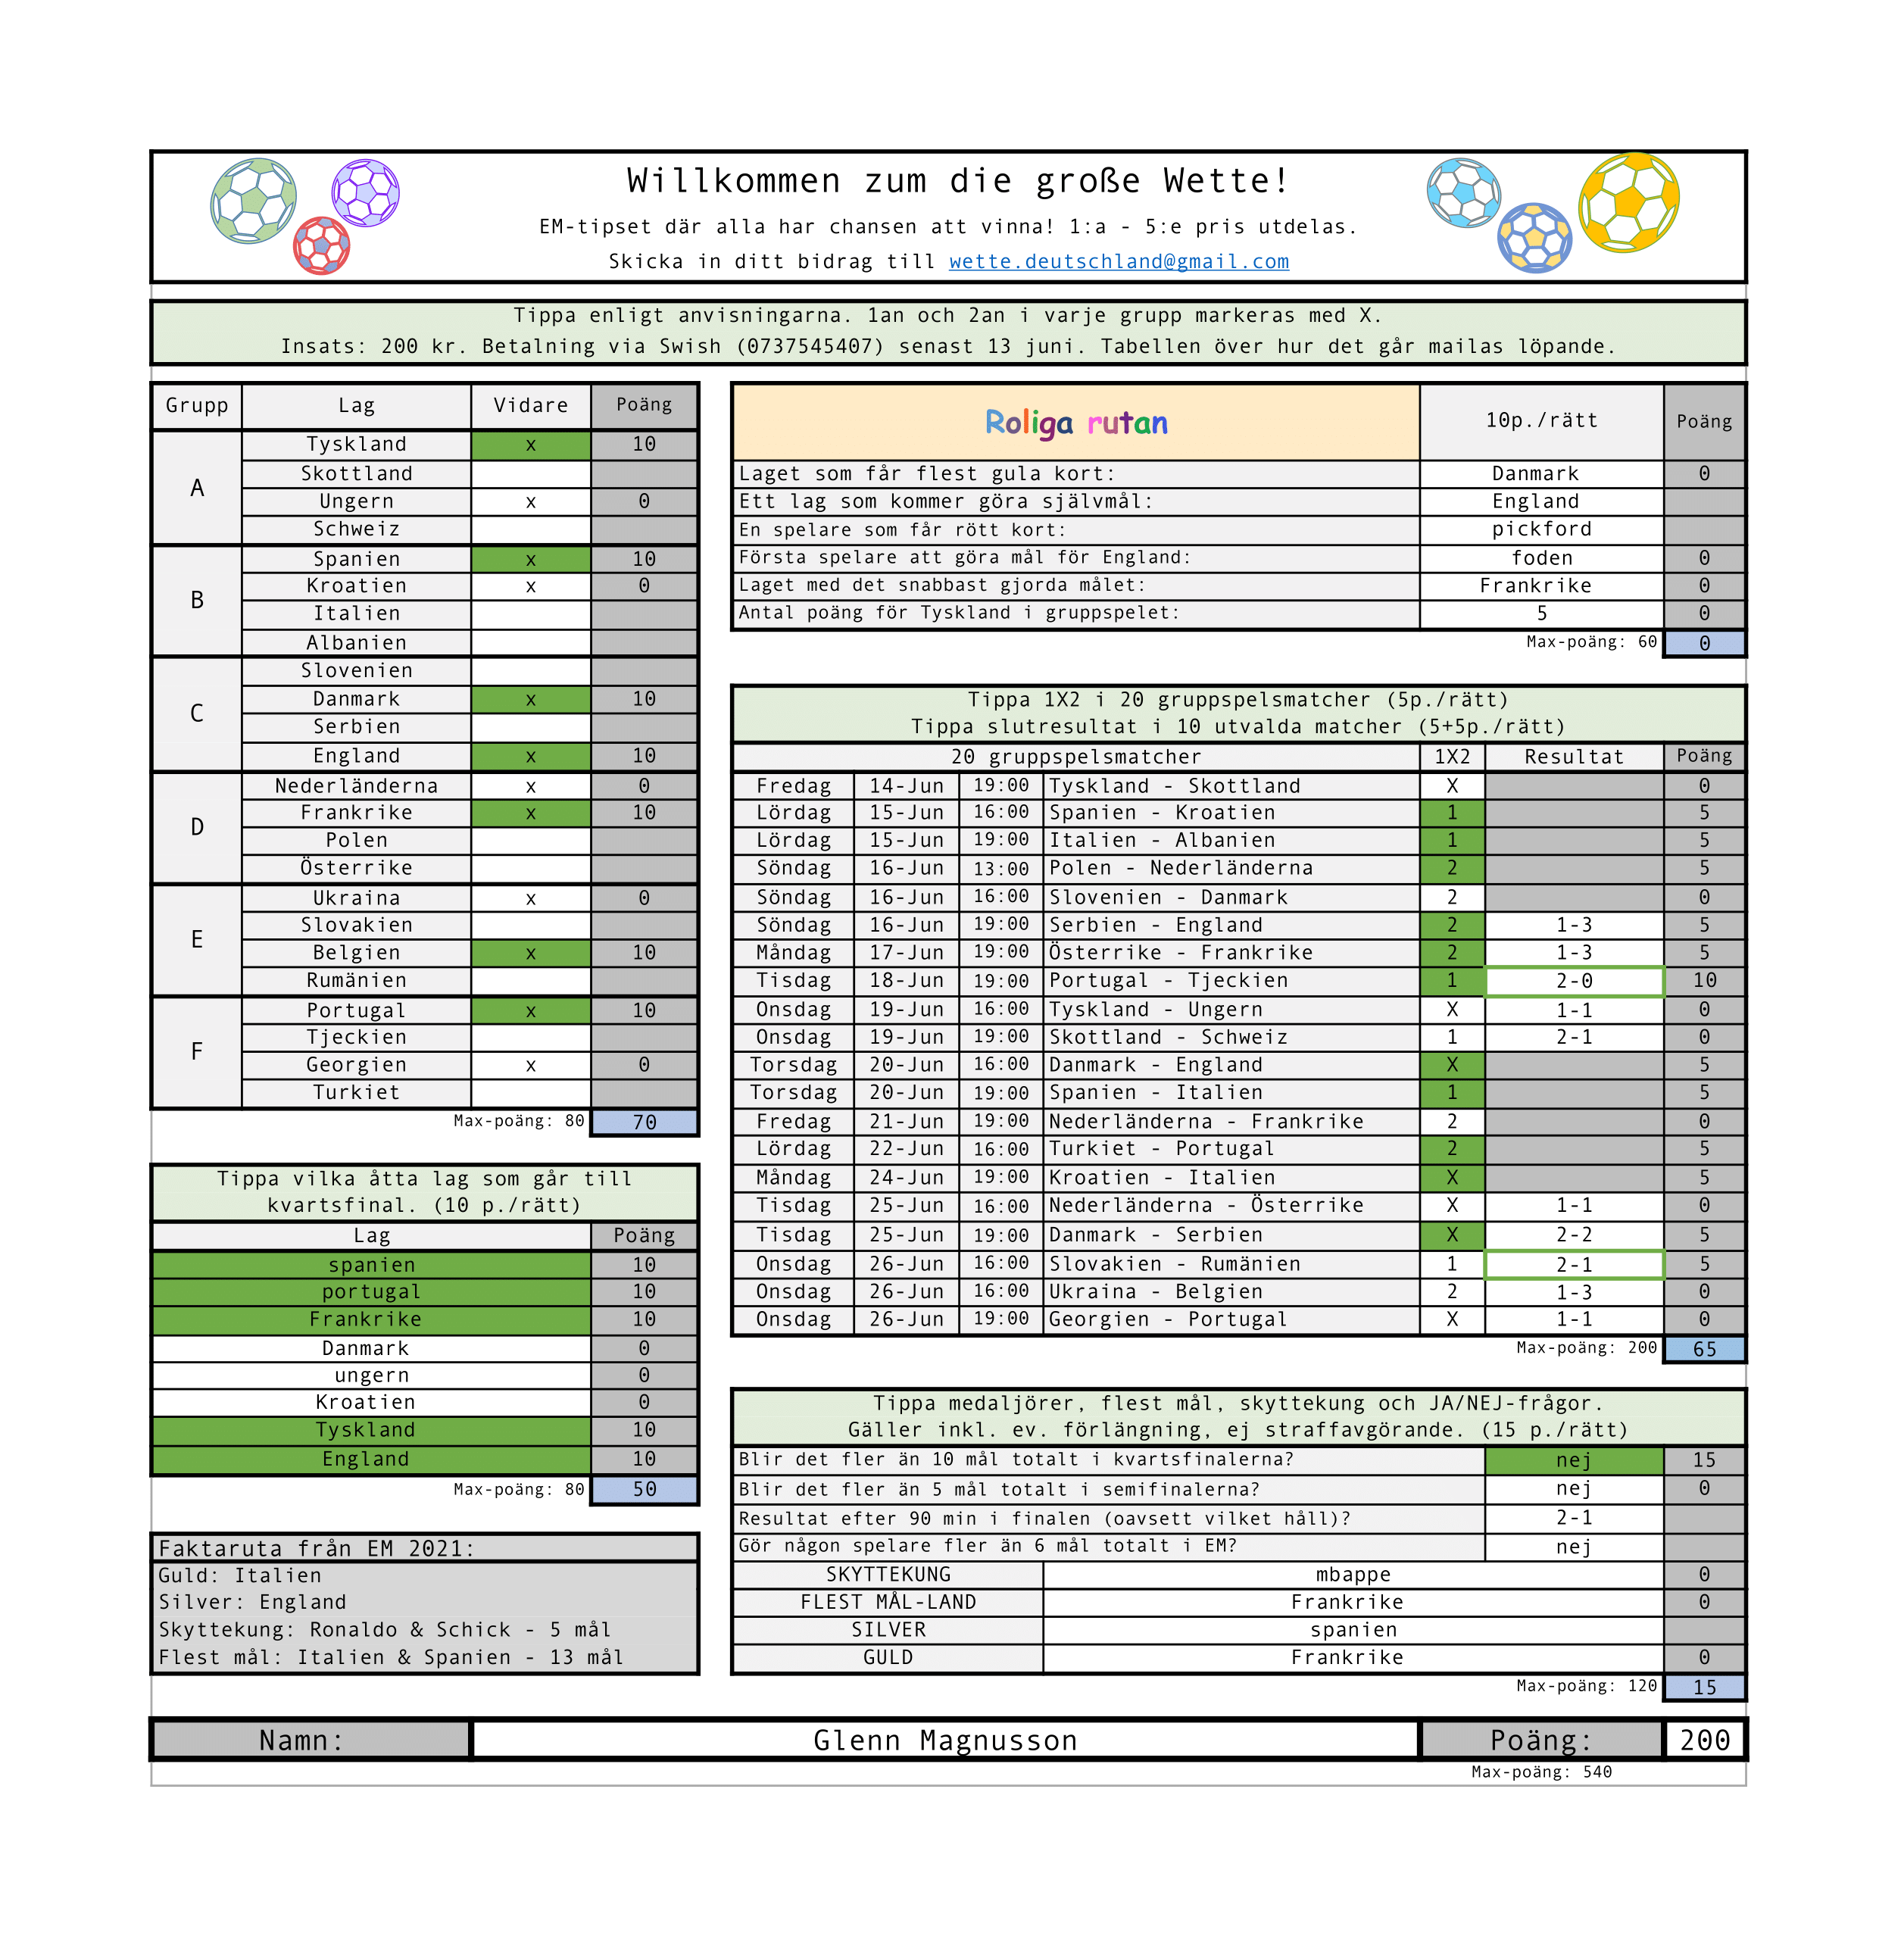 Willkommen zum die große Wette!
EM-tipset där alla har chansen att vinna! 1:a - 5:e pris utdelas.
Skicka in ditt bidrag till wette.deutschland@gmail.com
Tippa enligt anvisningarna. 1an och 2an i varje grupp markeras med X.
Insats: 200 kr. Betalning via Swish (0737545407) senast 13 juni. Tabellen över hur det går mailas löpande.
Grupp Lag Vidare Poäng
A
Tyskland x 10
Skottland
Ungern x 0
Schweiz
B
Spanien x 10
Kroatien x 0
Italien
Albanien
C
Slovenien
Danmark x 10
Serbien
England x 10
D
Nederländerna x 0
Frankrike x 10
Polen
Österrike
E
Ukraina x 0
Slovakien
Belgien x 10
Rumänien
F
Portugal x 10
Tjeckien
Georgien x 0
Turkiet
Max-poäng: 80 70
Tippa vilka åtta lag som går till
kvartsfinal. (10 p./rätt)
Lag Poäng
spanien 10
portugal 10
Frankrike 10
Danmark 0
ungern 0
Kroatien 0
Tyskland 10
England 10
Max-poäng: 80 50
Faktaruta från EM 2021:
Guld: Italien
Silver: England
Skyttekung: Ronaldo & Schick - 5 mål
Flest mål: Italien & Spanien - 13 mål
Roliga rutan 10p./rätt Poäng
Laget som får flest gula kort: Danmark 0
Ett lag som kommer göra självmål: England
En spelare som får rött kort: pickford
Första spelare att göra mål för England: foden 0
Laget med det snabbast gjorda målet: Frankrike 0
Antal poäng för Tyskland i gruppspelet: 5 0
Max-poäng: 60 0
Tippa 1X2 i 20 gruppspelsmatcher (5p./rätt)
Tippa slutresultat i 10 utvalda matcher (5+5p./rätt)
20 gruppspelsmatcher 1X2 Resultat Poäng
Fredag 14-Jun 19:00 Tyskland - Skottland X 0
Lördag 15-Jun 16:00 Spanien - Kroatien 1 5
Lördag 15-Jun 19:00 Italien - Albanien 1 5
Söndag 16-Jun 13:00 Polen - Nederländerna 2 5
Söndag 16-Jun 16:00 Slovenien - Danmark 2 0
Söndag 16-Jun 19:00 Serbien - England 2 1-3 5
Måndag 17-Jun 19:00 Österrike - Frankrike 2 1-3 5
Tisdag 18-Jun 19:00 Portugal - Tjeckien 1 2-0 10
Onsdag 19-Jun 16:00 Tyskland - Ungern X 1-1 0
Onsdag 19-Jun 19:00 Skottland - Schweiz 1 2-1 0
Torsdag 20-Jun 16:00 Danmark - England X 5
Torsdag 20-Jun 19:00 Spanien - Italien 1 5
Fredag 21-Jun 19:00 Nederländerna - Frankrike 2 0
Lördag 22-Jun 16:00 Turkiet - Portugal 2 5
Måndag 24-Jun 19:00 Kroatien - Italien X 5
Tisdag 25-Jun 16:00 Nederländerna - Österrike X 1-1 0
Tisdag 25-Jun 19:00 Danmark - Serbien X 2-2 5
Onsdag 26-Jun 16:00 Slovakien - Rumänien 1 2-1 5
Onsdag 26-Jun 16:00 Ukraina - Belgien 2 1-3 0
Onsdag 26-Jun 19:00 Georgien - Portugal X 1-1 0
Max-poäng: 200 65
Tippa medaljörer, flest mål, skyttekung och JA/NEJ-frågor.
Gäller inkl. ev. förlängning, ej straffavgörande. (15 p./rätt)
Blir det fler än 10 mål totalt i kvartsfinalerna? nej 15
Blir det fler än 5 mål totalt i semifinalerna? nej 0
Resultat efter 90 min i finalen (oavsett vilket håll)? 2-1
Gör någon spelare fler än 6 mål totalt i EM? nej
SKYTTEKUNG mbappe 0
FLEST MÅL-LAND Frankrike 0
SILVER spanien
GULD Frankrike 0
Max-poäng: 120 15
Namn: Glenn Magnusson Poäng: 200
Max-poäng: 540